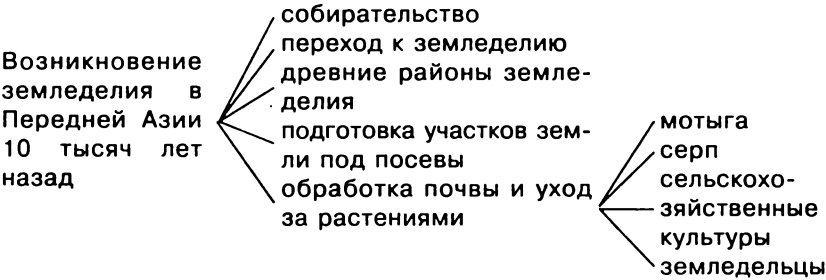 Возникновение
земледелия в
Передней Азии
10 тысяч лет
назад
собирательство
переход к земледелию
древние районы земле-
делия
подготовка участков зем-
ли под посевы
обработка почвы и уход
за растениями
мотыга
серп
сельскохо-
зяйственные
культуры
земледельцы